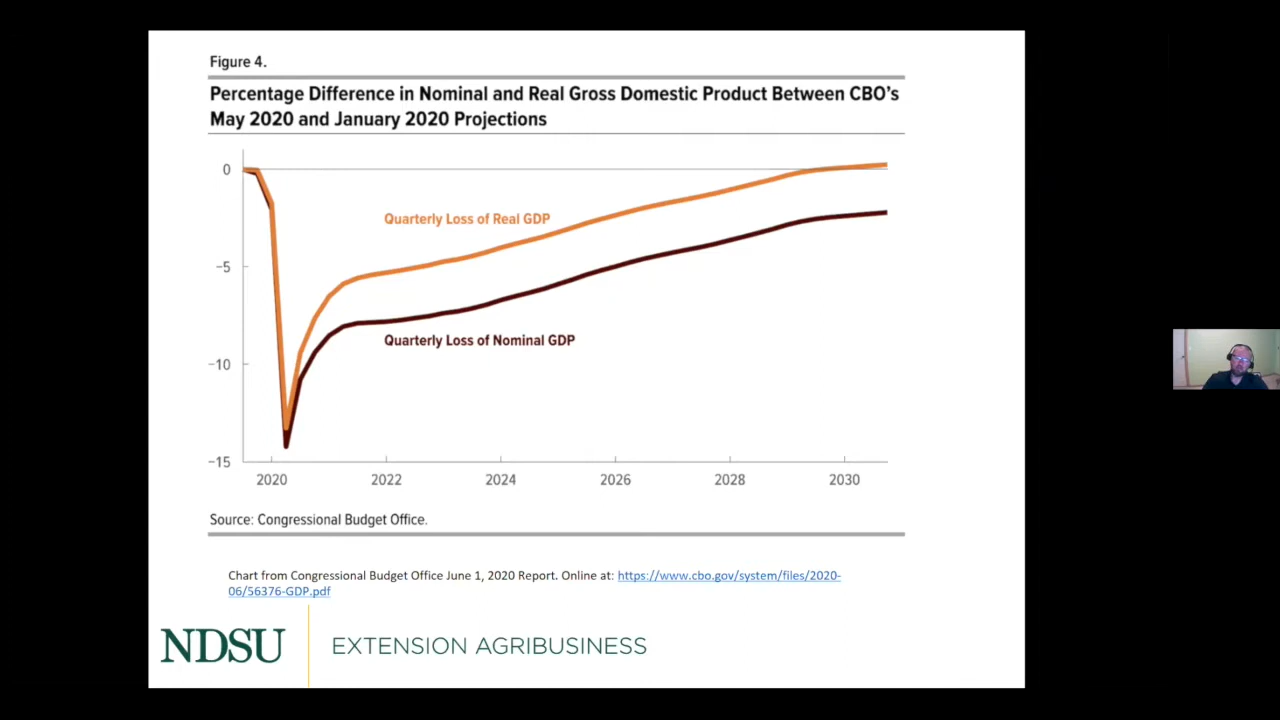 Figure 4.
Percentage Difference in Nominal and Real Gross Domestic Product Between CBO's
May 2020 and January 2020 Projections
0
Quarterly Loss of Real GDP
−5
Quarterly Loss of Nominal GDP
−10
−15
2020 2022 2024 2026 2028 2030
Source: Congressional Budget Office.
Chart from Congressional Budget Office June 1, 2020 Report. Online at: https://www.cbo.gov/system/files/2020-
06/56376-GDP.pdf
NDSU EXTENSION AGRIBUSINESS